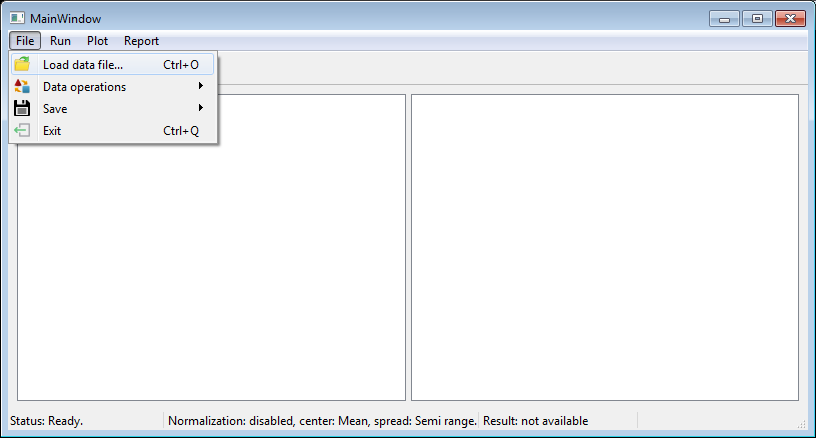 MainWindow
File Run Plot Report
Load data file... Ctrl+O
Data operations
Save
Exit Ctrl+Q
Status: Ready. Normalization: disabled, center: Mean, spread: Semi range. Result: not available